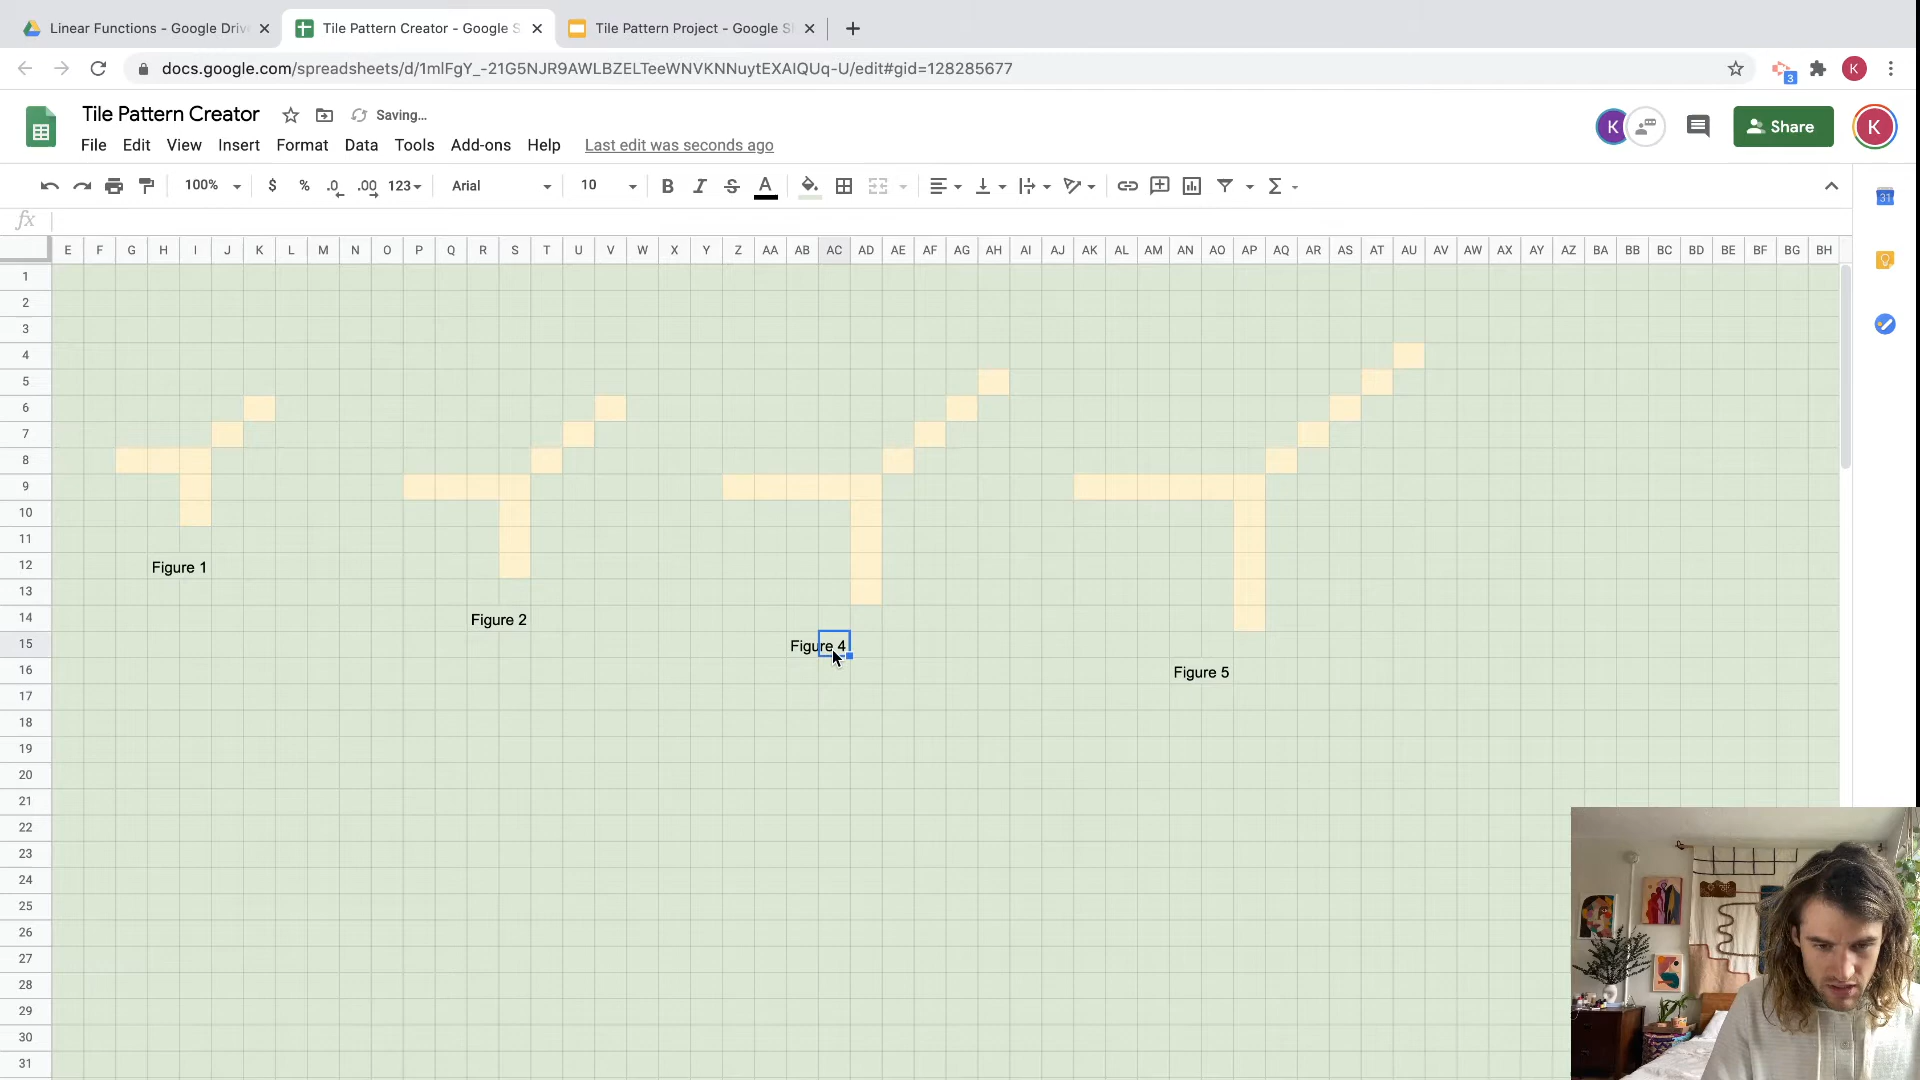 Linear Functions - Google Driv
Tile Pattern Creator - Google S
Tile Pattern Project - Google S
docs.google.com/spreadsheets/d/1mlFgY_-21G5NJR9AWLBZELTeeWNVKNNuytEXAIQUq-U/edit#gid=128285677
3
K
Tile Pattern Creator
Saving…
K
Share
K
File Edit View Insert Format Data Tools Add-ons Help Last edit was seconds ago
100% $ % .0 .00 123 Arial 10 B I S A
31
fx
E F G H I J K L M N O P Q R S T U V W X Y Z AA AB AC AD AE AF AG AH AI AJ AK AL AM AN AO AP AQ AR AS AT AU AV AW AX AY AZ BA BB BC BD BE BF BG BH
1
2
3
4
5
6
7
8
9
10
11
12 Figure 1
13
14 Figure 2
15 Figure 4
16 Figure 5
17
18
19
20
21
22
23
24
25
26
27
28
29
30
31